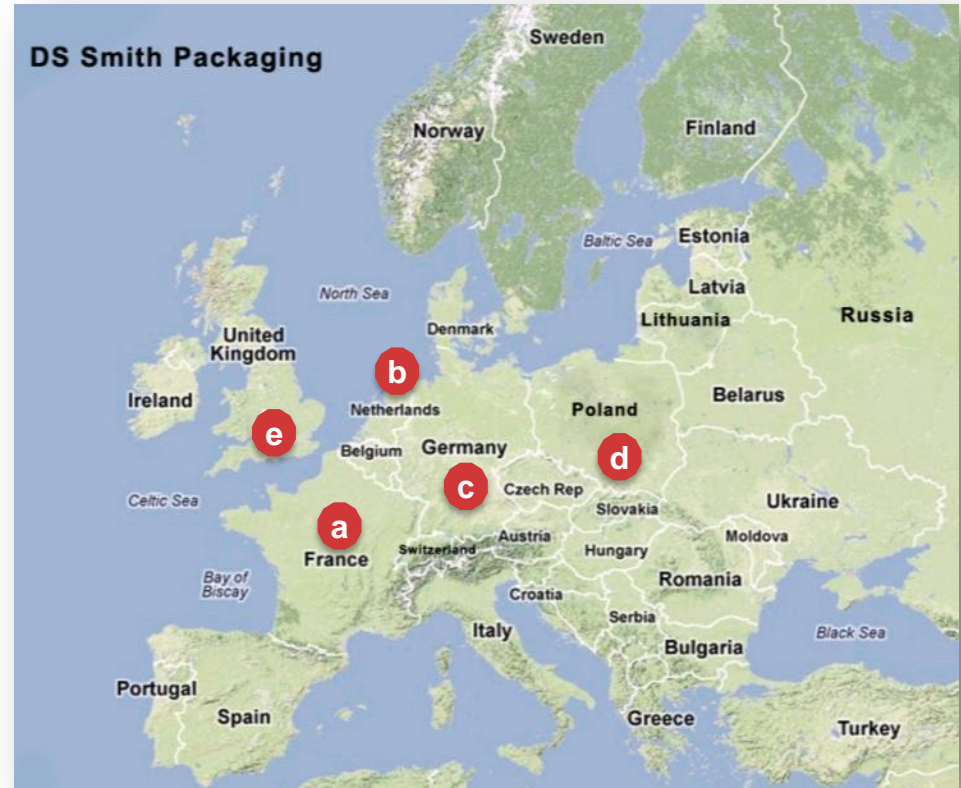 Sweden
DS Smith Packaging
Norway
Finland
Baltic Sea
Estonia
Latvia
North Sea
Lithuania
Russia
Denmark
United
Kingdom
b
Belarus
Ireland
Netherlands
Poland
e
Belgium
Germany
d
c
Czech Rep
Celtic Sea
Ukraine
Slovakia
a
Austria
Moldova
Switzerland
Hungary
France
Bay of
Biscay
Romania
Croatia
Serbia
Italy
Black Sea
Bulgaria
Portugal
Spain
Greece
Turkey